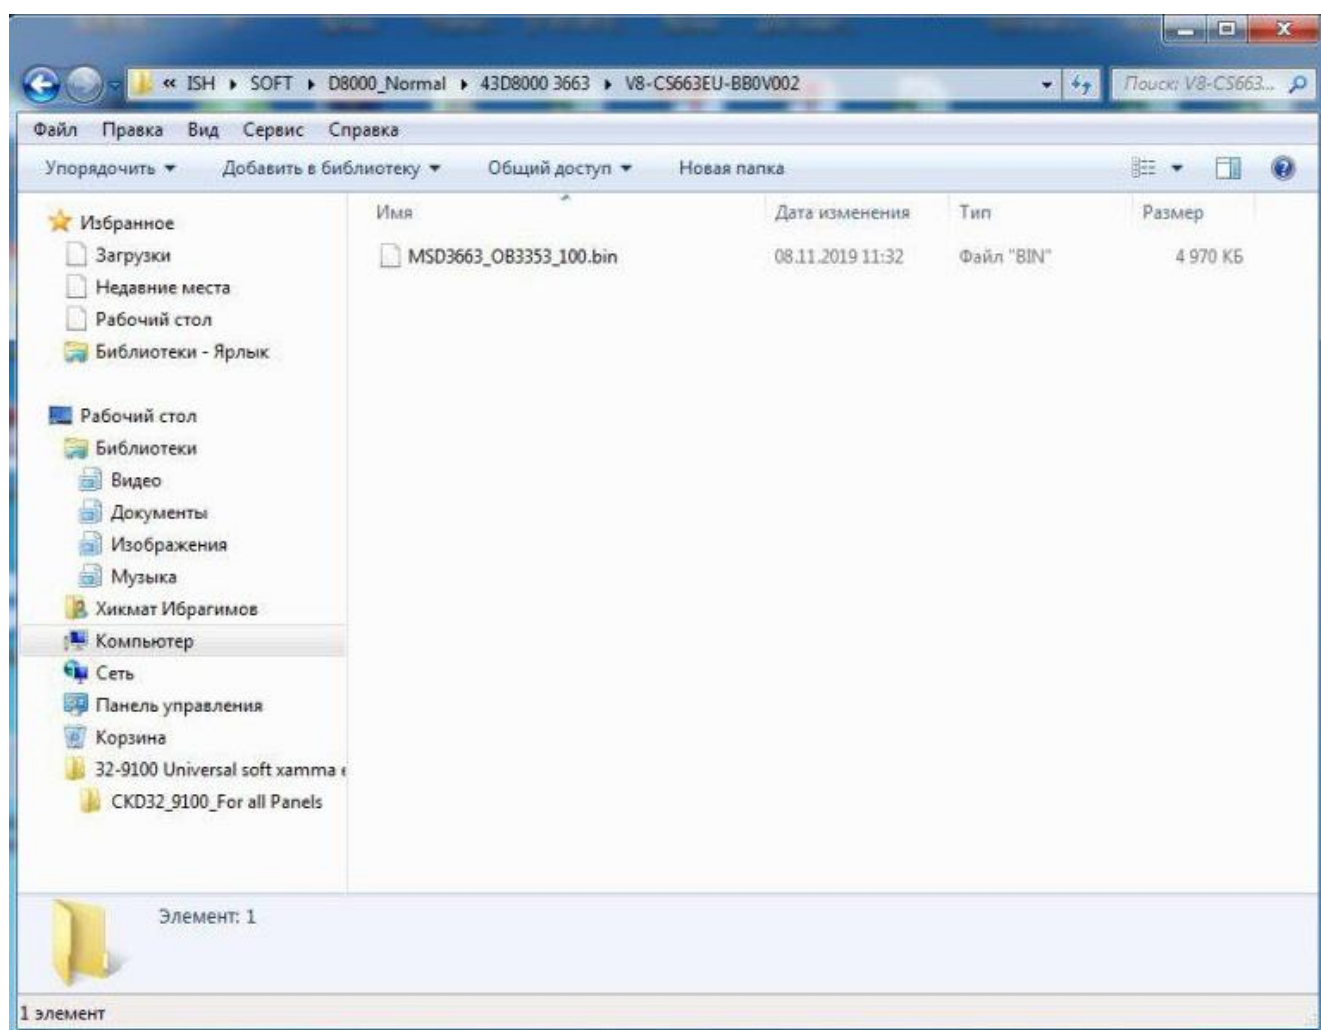 « ISH ▸ SOFT ▸ D8000_Normal ▸ 43D8000 3663 ▸ V8-CS663EU-BB0V002
Поиск: V8-CS663...
Файл Правка Вид Сервис Справка
Упорядочить Добавить в библиотеку Общий доступ Новая папка
Имя Дата изменения Тип Размер
MSD3663_OB3353_100.bin 08.11.2019 11:32 Файл "BIN" 4 970 КБ
Избранное
Загрузки
Недавние места
Рабочий стол
Библиотеки - Ярлык
Рабочий стол
Библиотеки
Видео
Документы
Изображения
Музыка
Хикмат Ибрагимов
Компьютер
Сеть
Панель управления
Корзина
32-9100 Universal soft xamma
CKD32_9100_For all Panels
Элемент: 1
1 элемент